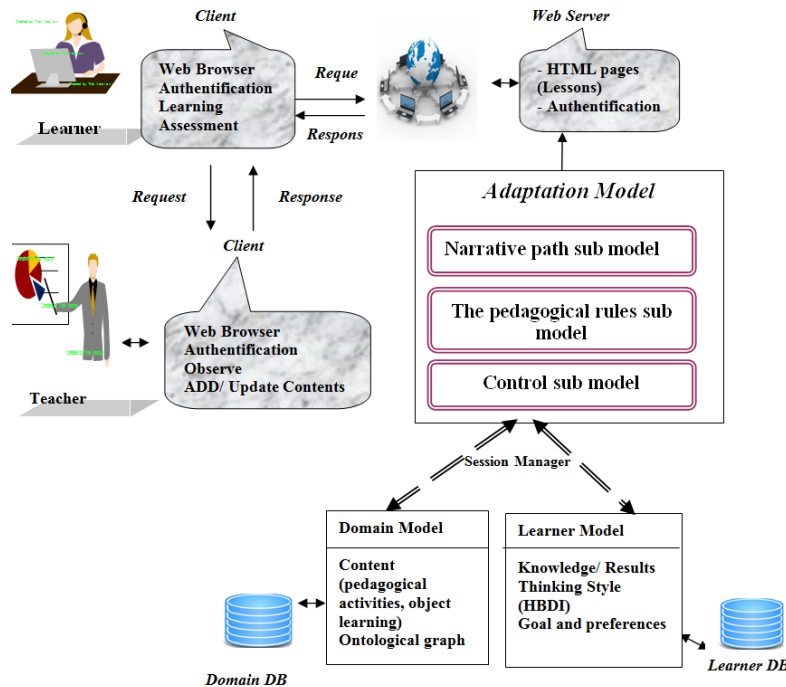 Client
Web Server
Web Browser
Authentification
Learning
Assessment
Learner
Reque
Respons
- HTML pages
(Lessons)
- Authentification
Request
Response
Adaptation Model
Narrative path sub model
The pedagogical rules sub
model
Control sub model
Client
Web Browser
Authentification
Observe
ADD/ Update Contents
Teacher
Session Manager
Domain Model
Content
(pedagogical
activities, object
learning)
Ontological graph
Learner Model
Knowledge/ Results
Thinking Style
(HBDI)
Goal and preferences
Domain DB
Learner DB